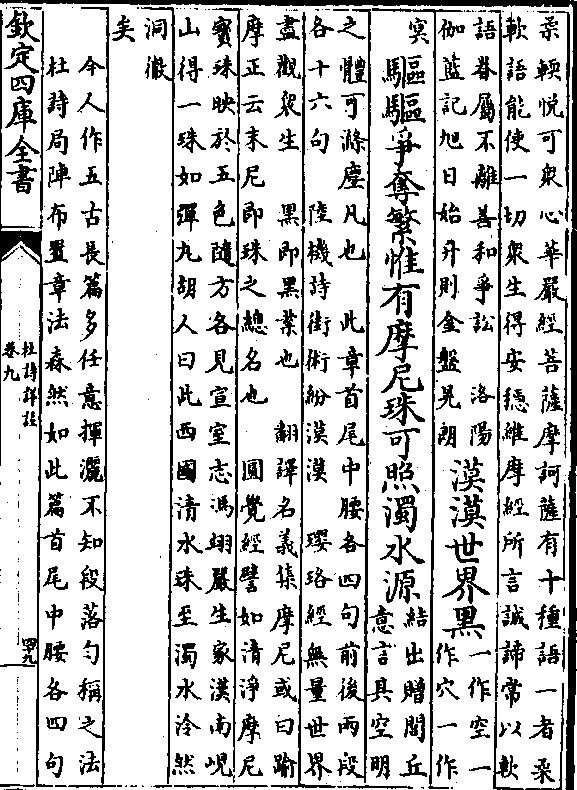 柔輭悅可衆心華嚴經菩薩摩訶薩有十種語一者柔
軟語能使一切衆生得安穩維摩經所言誠諦常以軟
語眷屬不離善和爭訟　洛陽
伽藍記旭日始升則金盤晃朗
漠漠世界黑
一作空一
作穴一作
冥
驅驅爭奪繁惟有摩尼珠可照濁水源
結出贈閭丘
意言具空明
之體可滌塵凡也　此章首尾中腰各四句前後兩段
各十六句　陸機詩街術紛漠漠　瓔珞經無量世界
盡觀衆生　黑即黑業也　翻譯名義集摩尼或曰踰
摩正云末尼即珠之總名也　圓覺經譬如清淨摩尼
寶珠映於五色隨方各見宣室志馮翊嚴生家漢南峴
山得一珠如彈丸胡人曰此西國清水珠至濁水泠然
洞徹
矣
今人作五古長篇多任意揮灑不知段落勻稱之法
杜詩局陣布置章法森然如此篇首尾中腰各四句
欽定四庫全書
杜詩詳註
卷九
四九